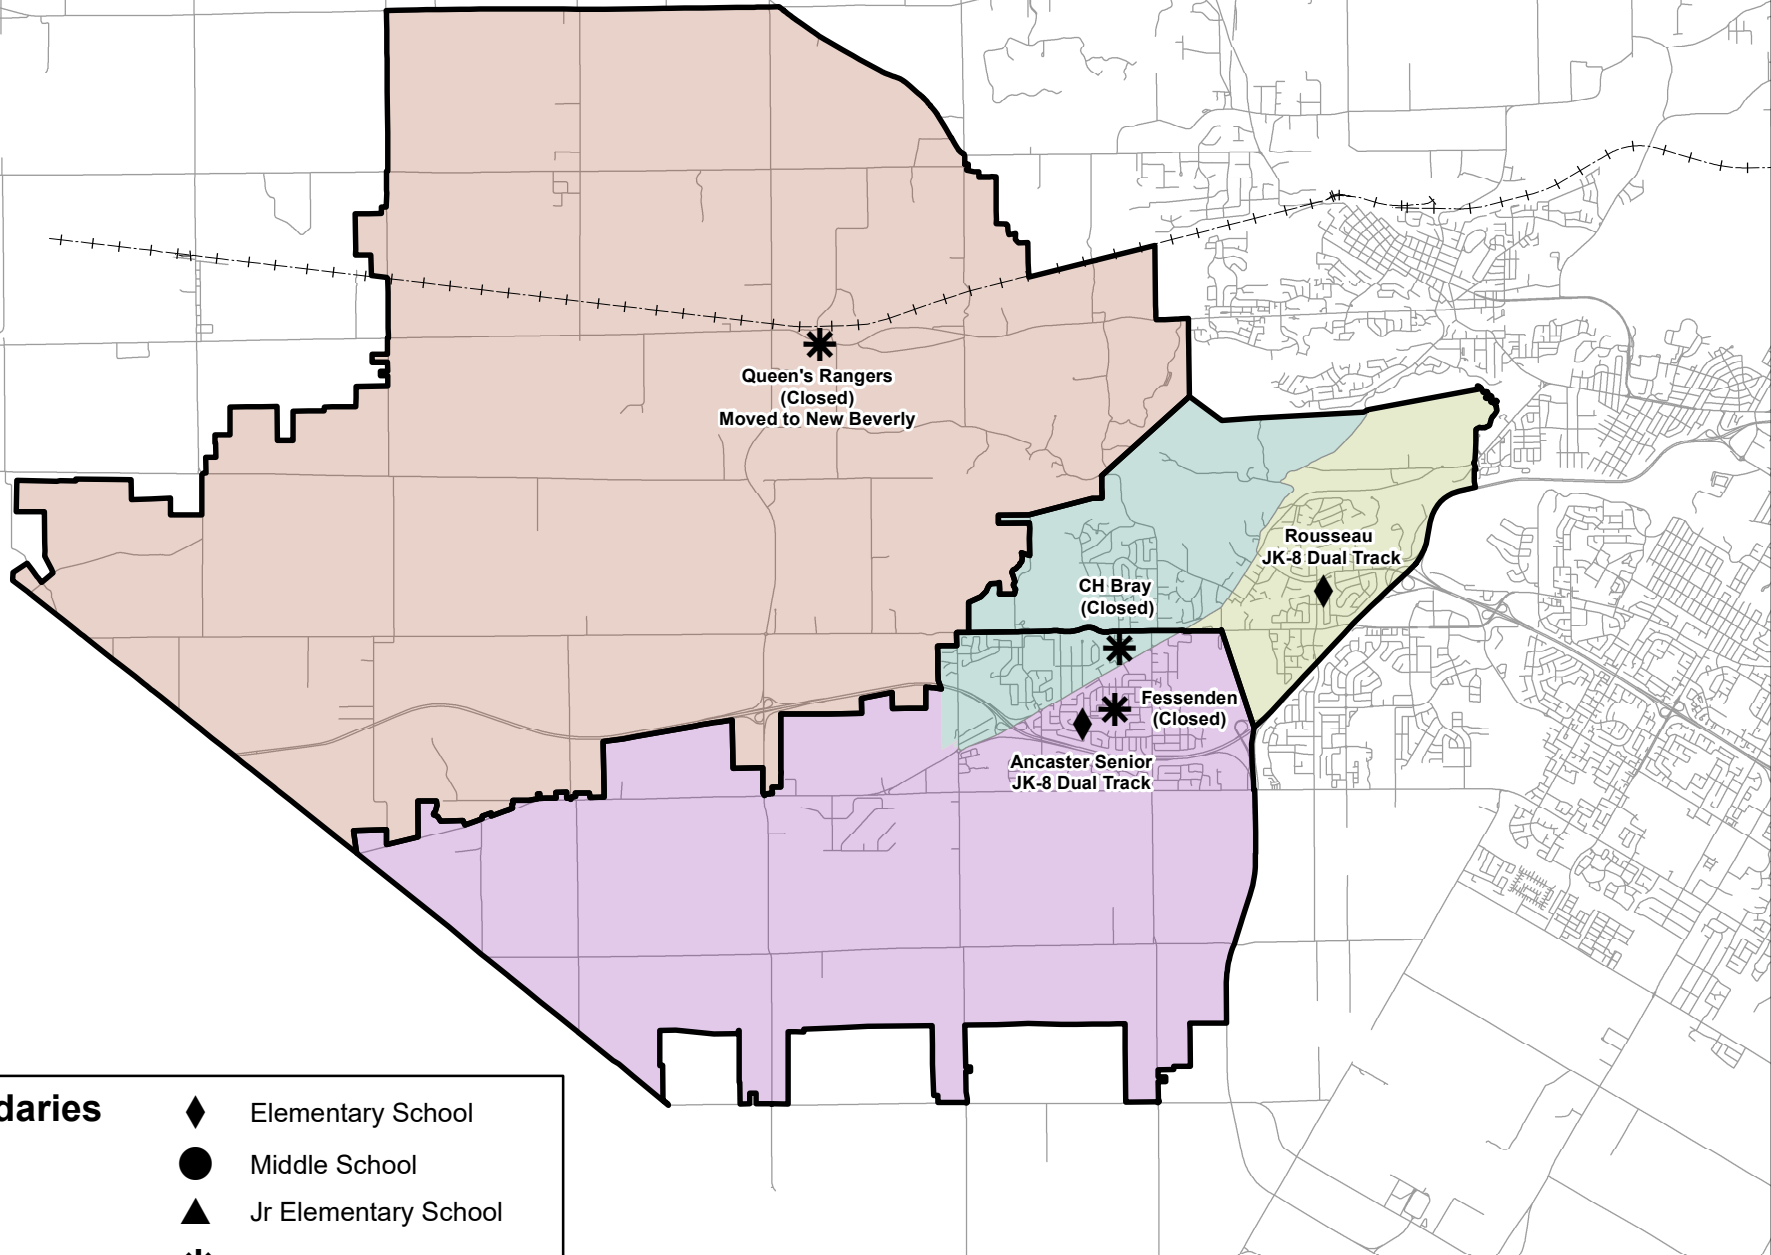 Queen's Rangers
(Closed)
Moved to New Beverly
Rousseau
JK-8 Dual Track
CH Bray
(Closed)
Fessenden
(Closed)
Ancaster Senior
JK-8 Dual Track
daries
Elementary School
Middle School
Jr Elementary School